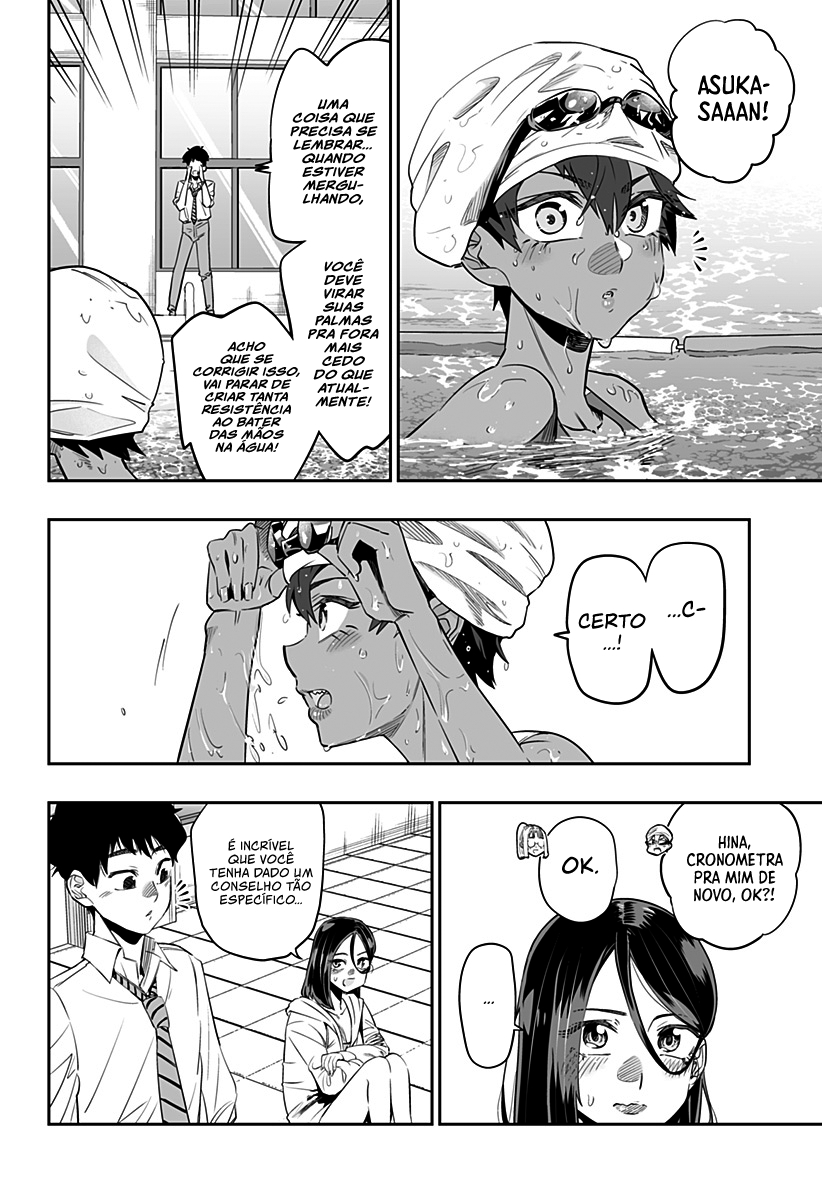 ASUKA-
SAAAN!
UMA
COISA QUE
PRECISA SE
LEMBRAR...
QUANDO
ESTIVER
MERGU-
LHANDO,
VOCÊ
DEVE
VIRAR
SUAS
PALMAS
PRA FORA
MAIS
CEDO
DO QUE
ATUAL-
MENTE!
ACHO
QUE SE
CORRIGIR ISSO,
VAI PARAR DE
CRIAR TANTA
RESISTÊNCIA
AO BATER
DAS MÃOS
NA ÁGUA!
...C-
CERTO
...!
HINA,
CRONOMETRA
PRA MIM DE
NOVO, OK?!
OK.
...
É INCRÍVEL
QUE VOCÊ
TENHA DADO UM
CONSELHO TÃO
ESPECÍFICO...